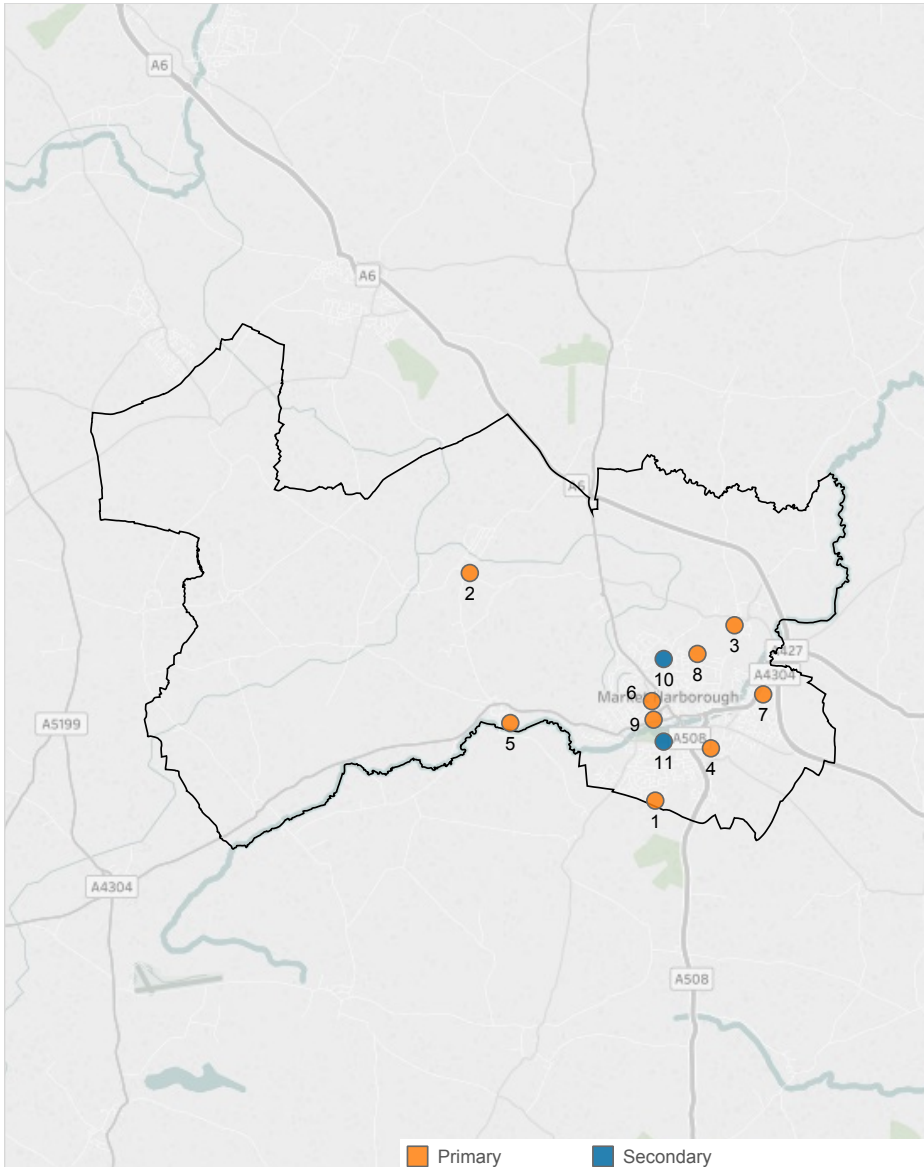 A6
A6
A6
2
3
A427
10
8
A4304
6
Market Harborough
7
A5199
9
5
A508
11
4
1
A4304
A508
Primary
Secondary